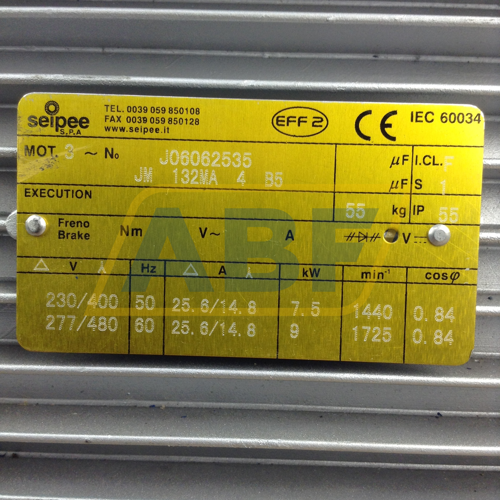 seipee
S.P.A
TEL. 0039 059 850108
FAX 0039 059 850128
www.seipee.it
EFF 2
CE
IEC 60034
MOT. 3 ~ No J06062535 µF I.CL. F
JM 132MA 4 B5 µF S 1
EXECUTION 55 kg IP 55
Freno
Brake Nm V~ A V
ABF
△ V Y Hz △ A Y kW min⁻¹ cosφ
230/400 50 25.6/14.8 7.5 1440 0.84
277/480 60 25.6/14.8 9 1725 0.84